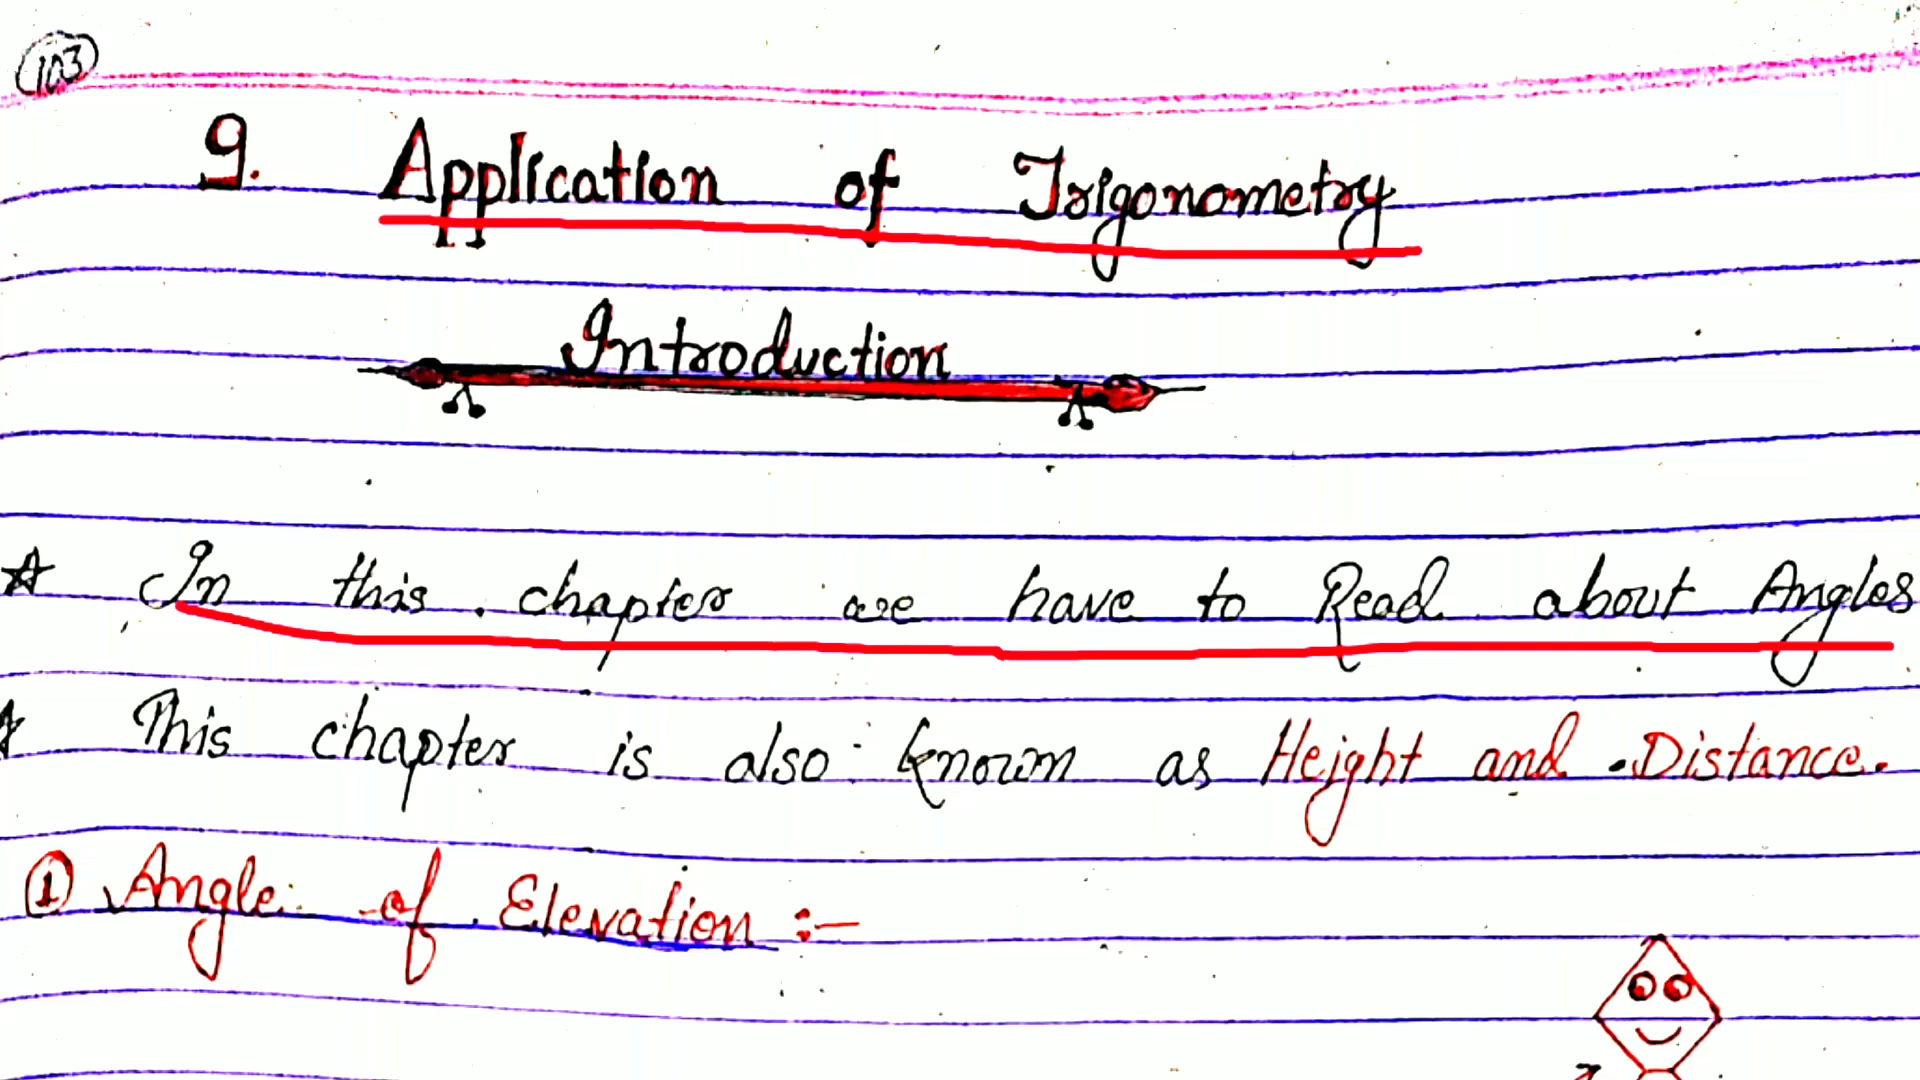 103
9. Application of Trigonometry
Introduction
☆ In this chapter we have to Read about Angles
☆ This chapter is also known as Height and Distance.
① Angle of Elevation :-